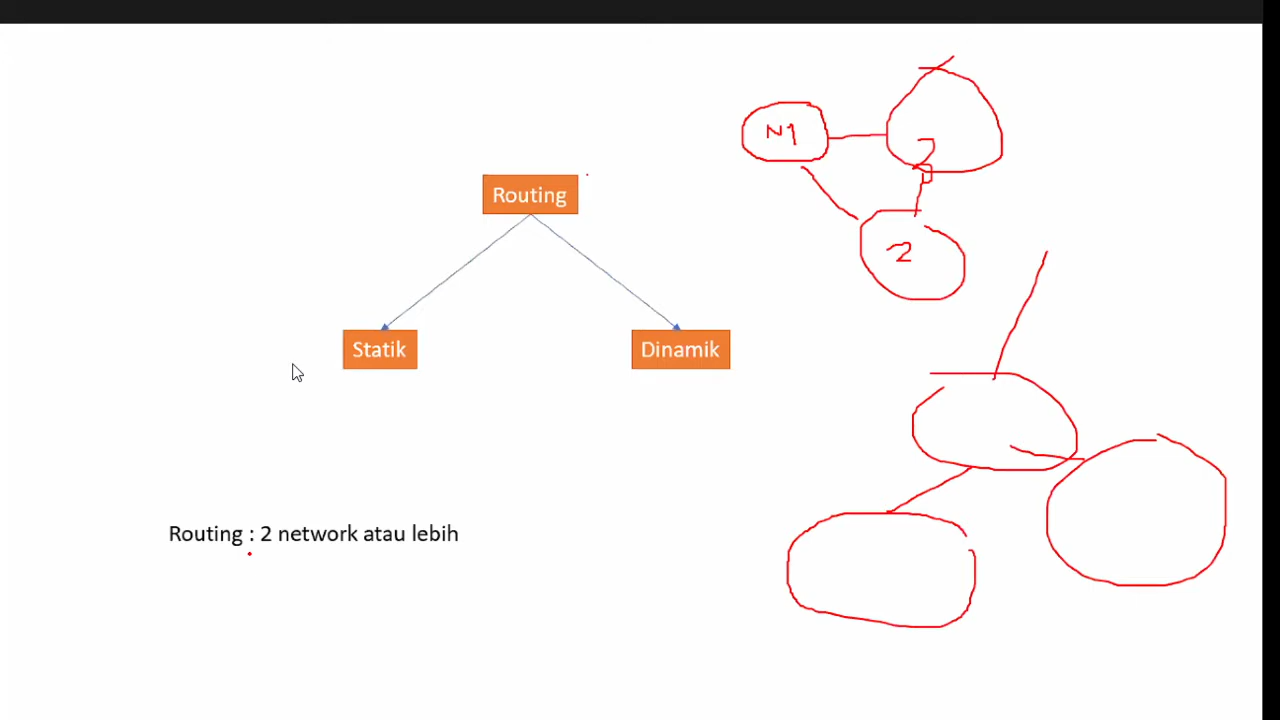 Routing
Statik
Dinamik
Routing : 2 network atau lebih
N1
2